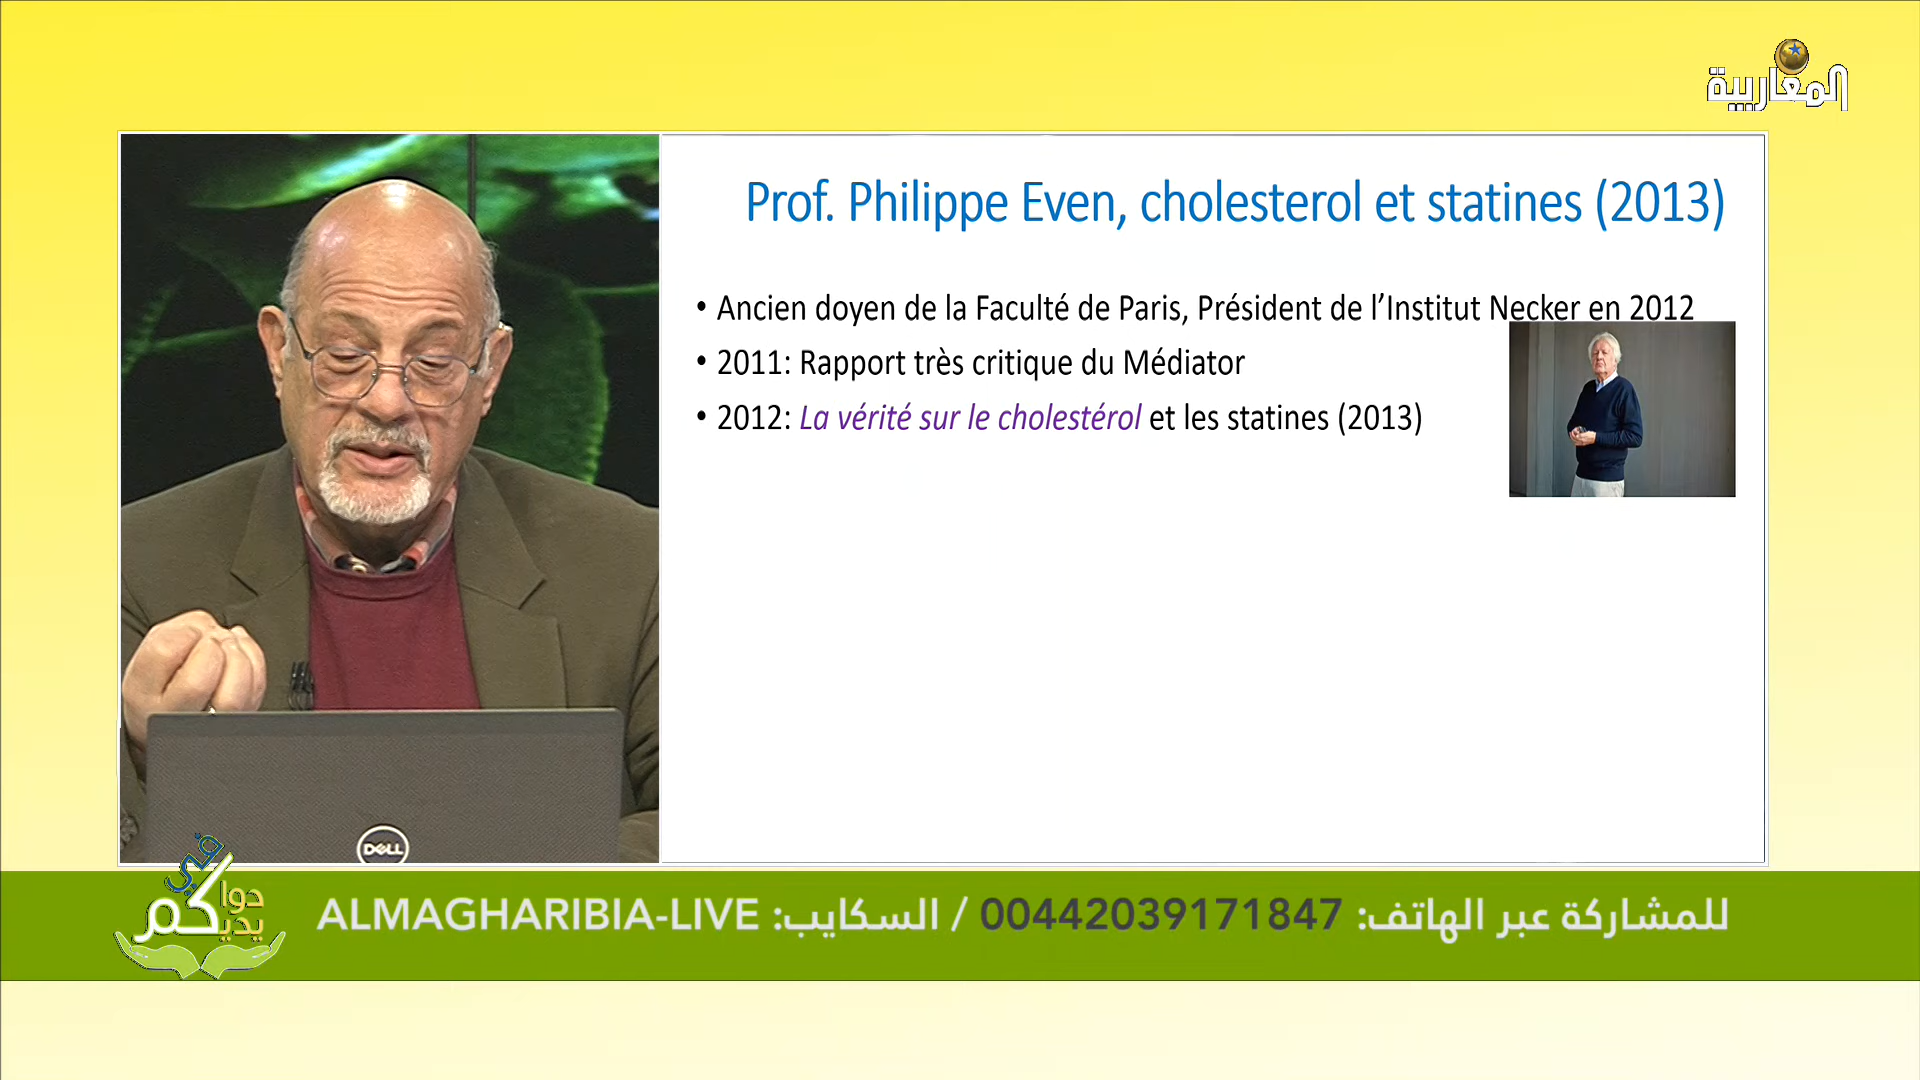 المغاربية
Prof. Philippe Even, cholesterol et statines (2013)
• Ancien doyen de la Faculté de Paris, Président de l’Institut Necker en 2012
• 2011: Rapport très critique du Médiator
• 2012: La vérité sur le cholestérol et les statines (2013)
DELL
دواكم في يديكم
للمشاركة عبر الهاتف: 00442039171847 / السكايب: ALMAGHARIBIA-LIVE